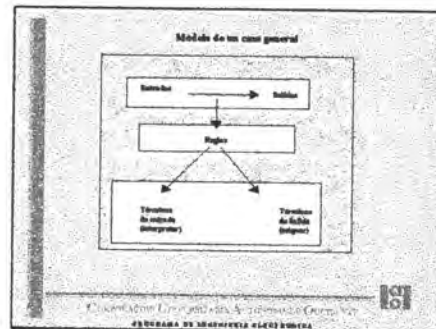 Modelo de un caso general
Entradas
Salidas
Reglas
Términos
de entrada
(interpretar)
Términos
de Salida
(asignar)
CORPORACIÓN UNIVERSITARIA AUTÓNOMA DE OCCIDENTE
PROGRAMA DE INGENIERÍA ELECTRÓNICA